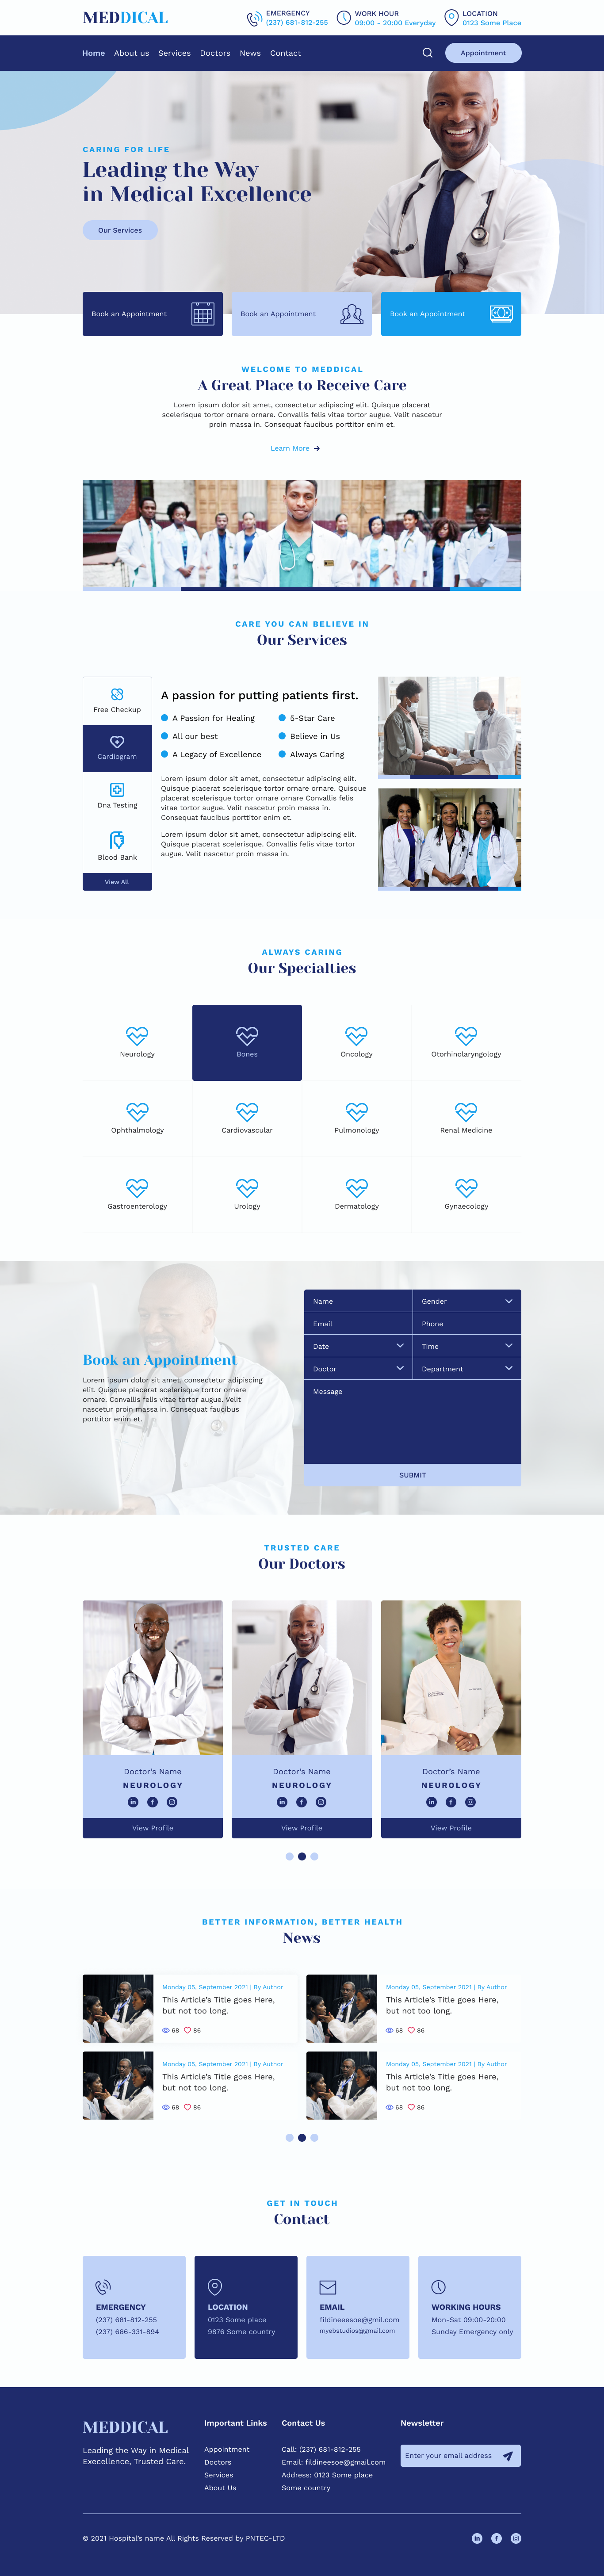 MEDDICAL
EMERGENCY
(237) 681-812-255
WORK HOUR
09:00 - 20:00 Everyday
LOCATION
0123 Some Place
Home
About us
Services
Doctors
News
Contact
Appointment
CARING FOR LIFE
Leading the Way
in Medical Excellence
Our Services
Book an Appointment
Book an Appointment
Book an Appointment
WELCOME TO MEDDICAL
A Great Place to Receive Care
Lorem ipsum dolor sit amet, consectetur adipiscing elit. Quisque placerat
scelerisque tortor ornare ornare. Convallis felis vitae tortor augue. Velit nascetur
proin massa in. Consequat faucibus porttitor enim et.
Learn More
CARE YOU CAN BELIEVE IN
Our Services
Free Checkup
Cardiogram
Dna Testing
Blood Bank
View All
A passion for putting patients first.
A Passion for Healing
5-Star Care
All our best
Believe in Us
A Legacy of Excellence
Always Caring
Lorem ipsum dolor sit amet, consectetur adipiscing elit.
Quisque placerat scelerisque tortor ornare ornare. Quisque
placerat scelerisque tortor ornare ornare Convallis felis
vitae tortor augue. Velit nascetur proin massa in.
Consequat faucibus porttitor enim et.
Lorem ipsum dolor sit amet, consectetur adipiscing elit.
Quisque placerat scelerisque. Convallis felis vitae tortor
augue. Velit nascetur proin massa in.
ALWAYS CARING
Our Specialties
Neurology
Bones
Oncology
Otorhinolaryngology
Ophthalmology
Cardiovascular
Pulmonology
Renal Medicine
Gastroenterology
Urology
Dermatology
Gynaecology
Book an Appointment
Lorem ipsum dolor sit amet, consectetur adipiscing
elit. Quisque placerat scelerisque tortor ornare
ornare. Convallis felis vitae tortor augue. Velit
nascetur proin massa in. Consequat faucibus
porttitor enim et.
Name
Gender
Email
Phone
Date
Time
Doctor
Department
Message
SUBMIT
TRUSTED CARE
Our Doctors
Doctor's Name
NEUROLOGY
View Profile
Doctor's Name
NEUROLOGY
View Profile
Doctor's Name
NEUROLOGY
View Profile
BETTER INFORMATION, BETTER HEALTH
News
Monday 05, September 2021 | By Author
This Article's Title goes Here,
but not too long.
68
86
Monday 05, September 2021 | By Author
This Article's Title goes Here,
but not too long.
68
86
Monday 05, September 2021 | By Author
This Article's Title goes Here,
but not too long.
68
86
Monday 05, September 2021 | By Author
This Article's Title goes Here,
but not too long.
68
86
GET IN TOUCH
Contact
EMERGENCY
(237) 681-812-255
(237) 666-331-894
LOCATION
0123 Some place
9876 Some country
EMAIL
fildineeesoe@gmil.com
myebstudios@gmail.com
WORKING HOURS
Mon-Sat 09:00-20:00
Sunday Emergency only
MEDDICAL
Leading the Way in Medical
Execellence, Trusted Care.
Important Links
Appointment
Doctors
Services
About Us
Contact Us
Call: (237) 681-812-255
Email: fildineesoe@gmail.com
Address: 0123 Some place
Some country
Newsletter
Enter your email address
© 2021 Hospital's name All Rights Reserved by PNTEC-LTD